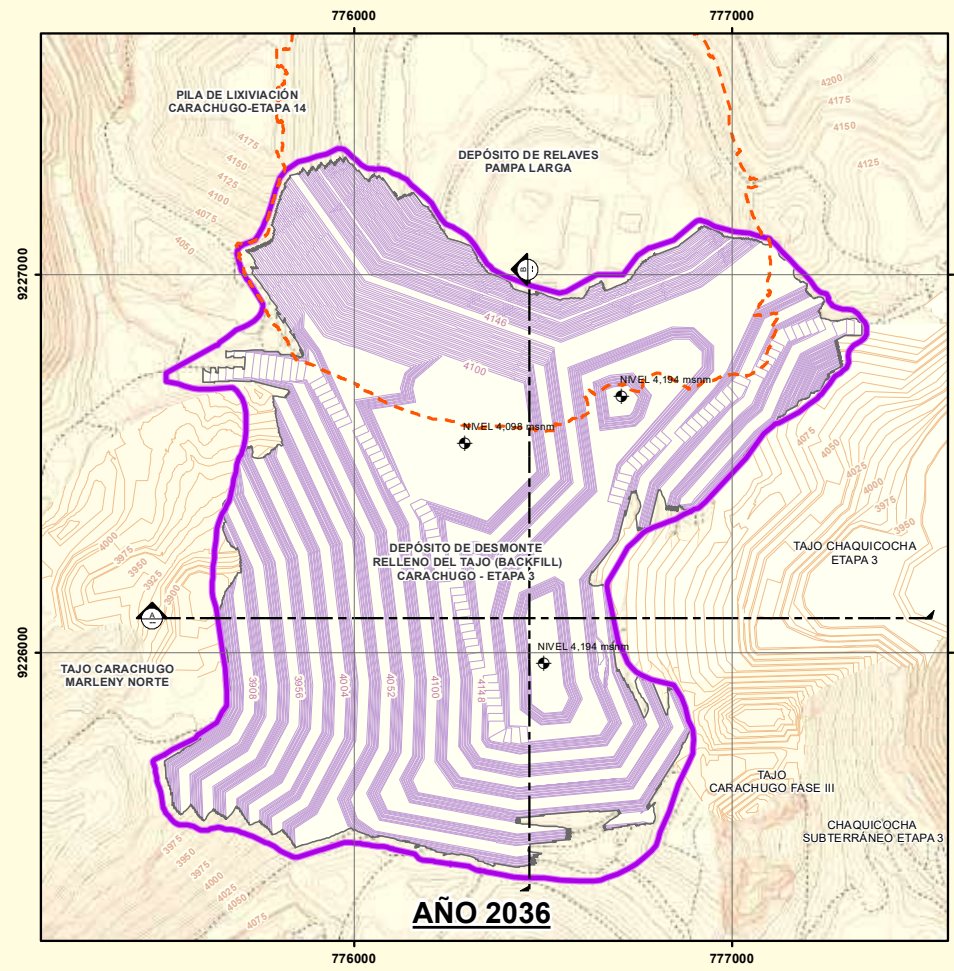 776000
777000
PILA DE LIXIVIACIÓN
CARACHUGO-ETAPA 14
DEPÓSITO DE RELAVES
PAMPA LARGA
4200
4175
4150
4125
4175
4150
4125
4100
4075
4050
9227000
B
4146
4100
NIVEL 4,194 msnm
NIVEL 4,098 msnm
4075
4050
4025
4000
3975
3950
4000
3975
3950
3925
3900
DEPÓSITO DE DESMONTE
RELLENO DEL TAJO (BACKFILL)
CARACHUGO - ETAPA 3
TAJO CHAQUICOCHA
ETAPA 3
A
9226000
NIVEL 4,194 msnm
TAJO CARACHUGO
MARLENY NORTE
3908
3956
4004
4052
4100
4148
TAJO
CARACHUGO FASE III
CHAQUICOCHA
SUBTERRÁNEO ETAPA 3
3975
3950
3975
4000
4025
4050
4075
AÑO 2036
776000
777000